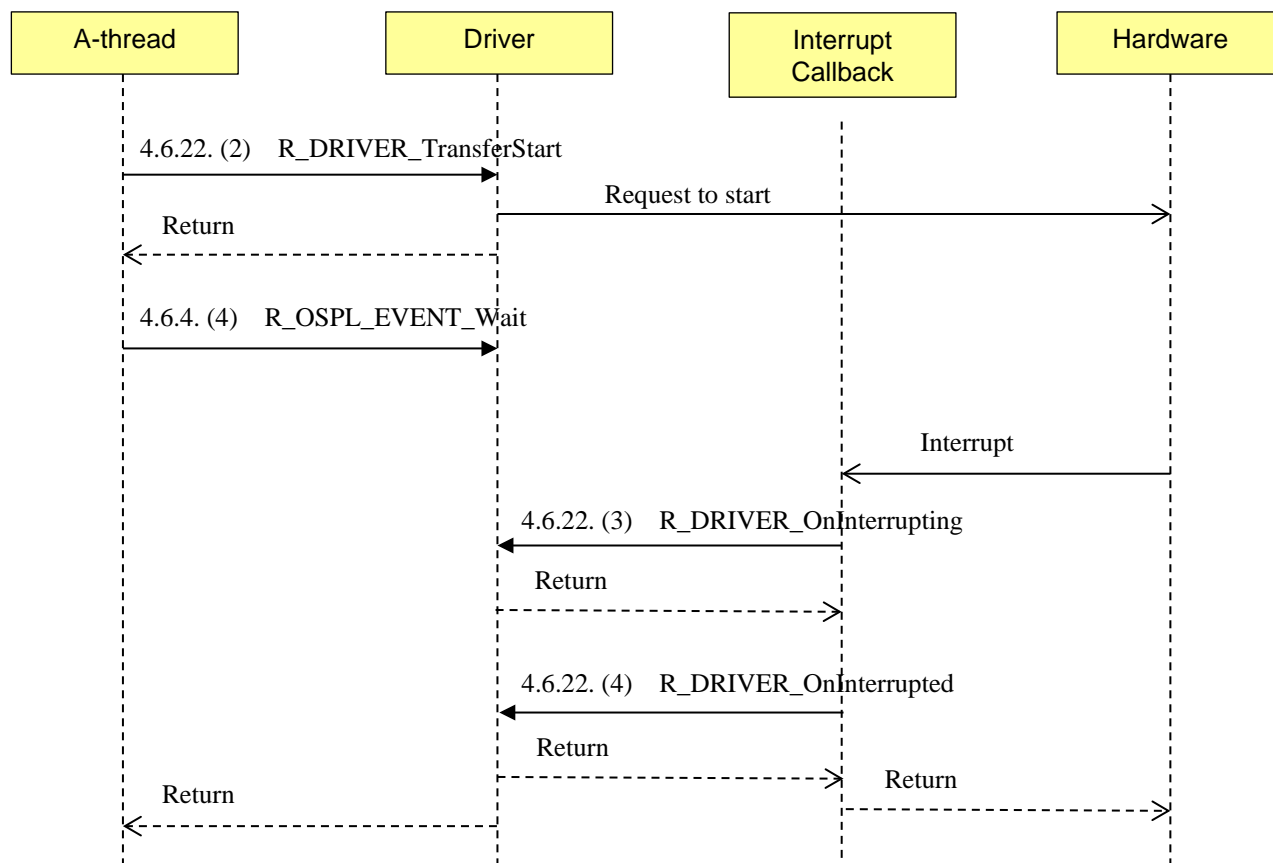 A-thread
Driver
Interrupt
Callback
Hardware
4.6.22. (2) R_DRIVER_TransferStart
Request to start
Return
4.6.4. (4) R_OSPL_EVENT_Wait
Interrupt
4.6.22. (3) R_DRIVER_OnInterrupting
Return
4.6.22. (4) R_DRIVER_OnInterrupted
Return
Return
Return